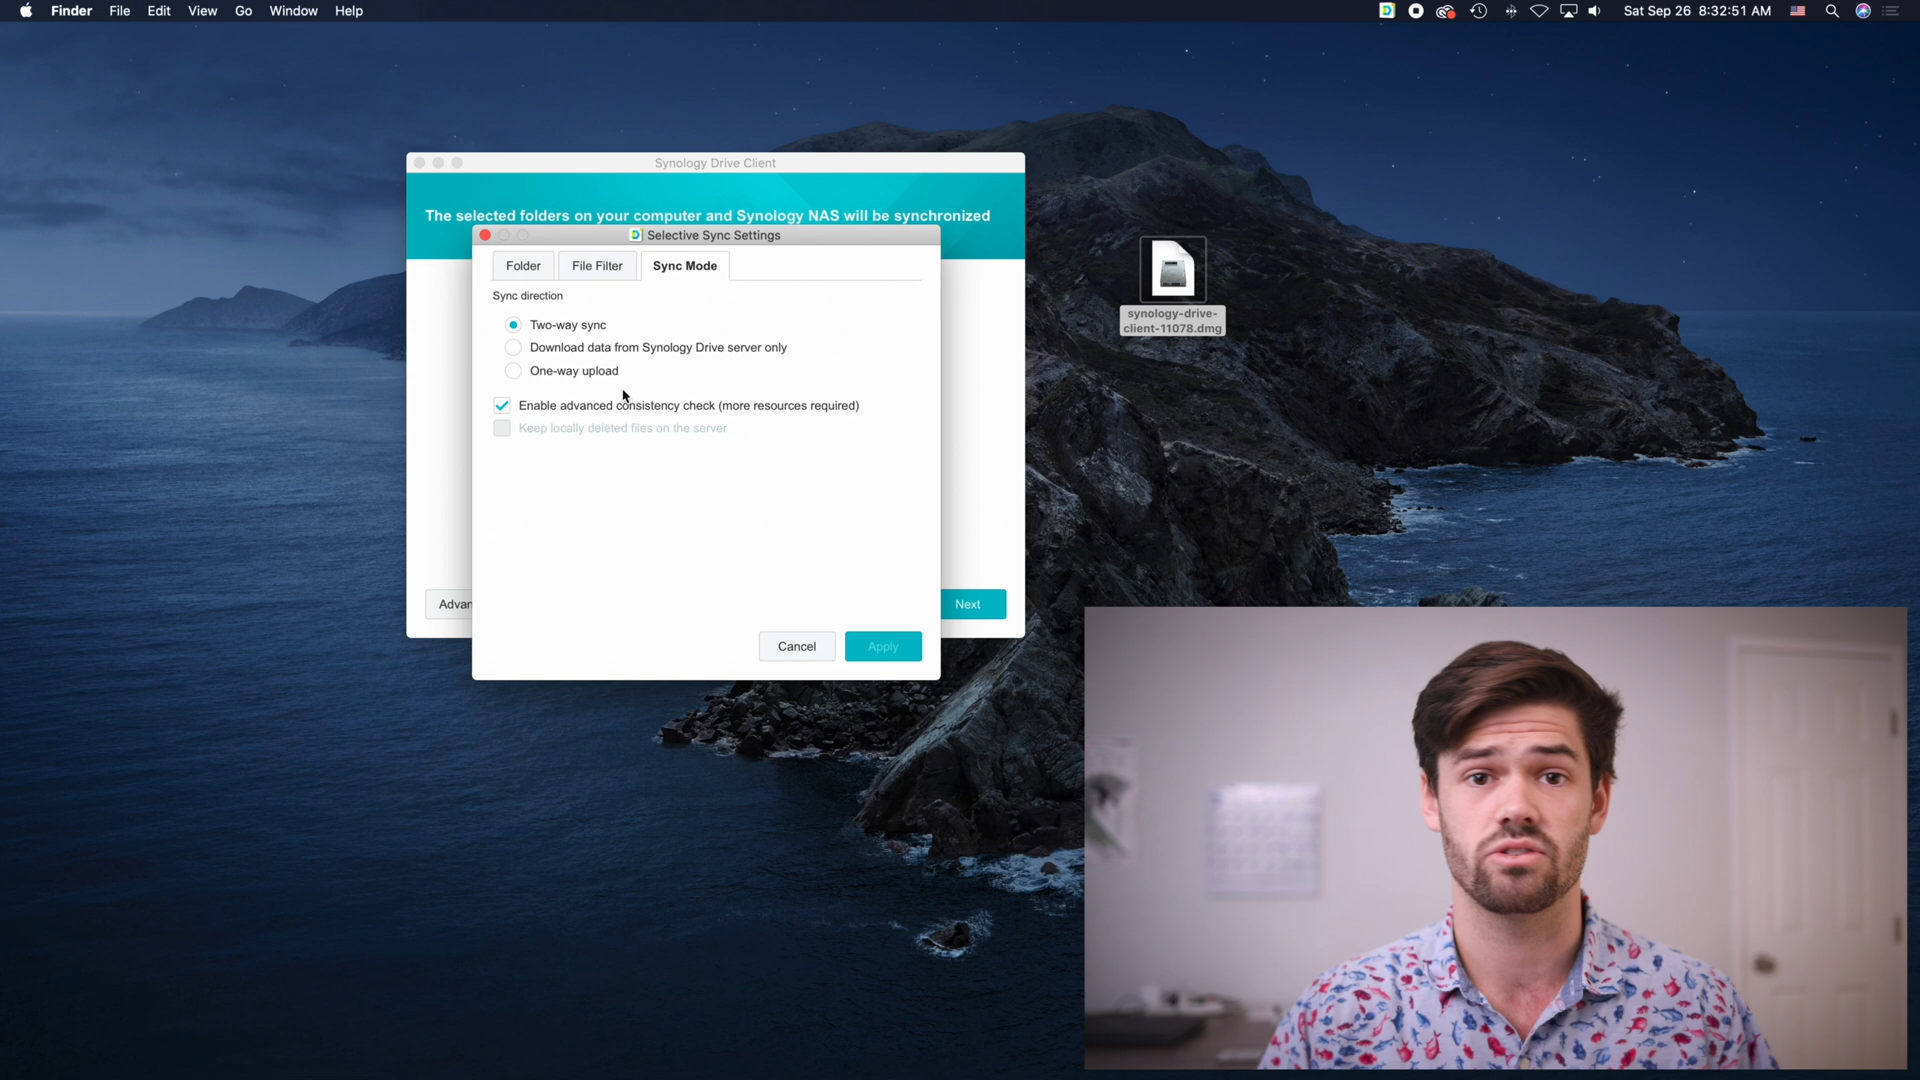 Finder File Edit View Go Window Help
Sat Sep 26 8:32:51 AM
Synology Drive Client
The selected folders on your computer and Synology NAS will be synchronized
Selective Sync Settings
Folder File Filter Sync Mode
Sync direction
Two-way sync
Download data from Synology Drive server only
One-way upload
Enable advanced consistency check (more resources required)
Keep locally deleted files on the server
Advan
Next
Cancel Apply
synology-drive-
client-11078.dmg